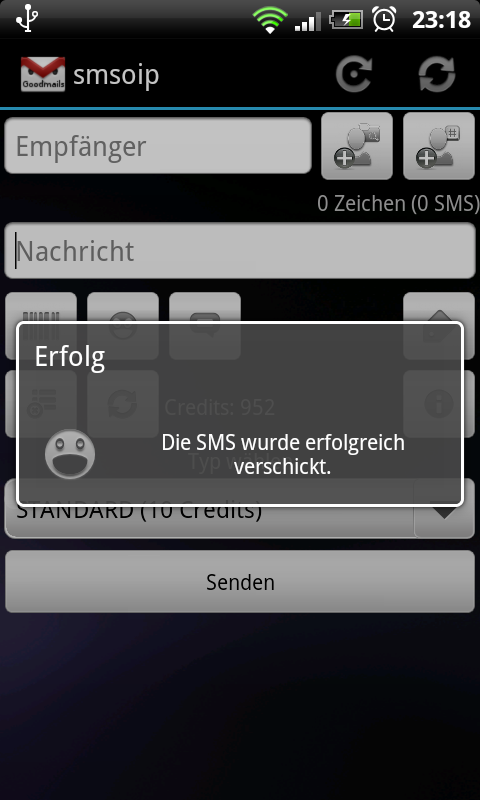 23:18
Goodmails
smsoip
Empfänger
#
0 Zeichen (0 SMS)
Nachricht
Erfolg
Credits: 952
Die SMS wurde erfolgreich
verschickt.
Typ wählen
STANDARD (10 Credits)
Senden